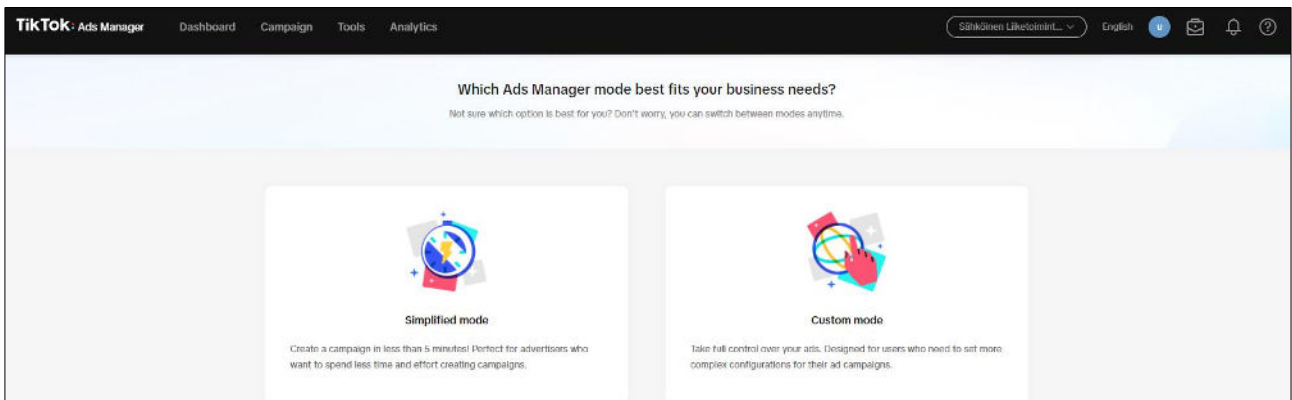 TikTok: Ads Manager Dashboard Campaign Tools Analytics Sähköinen Liiketoimint... English u
Which Ads Manager mode best fits your business needs?
Not sure which option is best for you? Don't worry, you can switch between modes anytime.
Simplified mode
Create a campaign in less than 5 minutes! Perfect for advertisers who
want to spend less time and effort creating campaigns.
Custom mode
Take full control over your ads. Designed for users who need to set more
complex configurations for their ad campaigns.